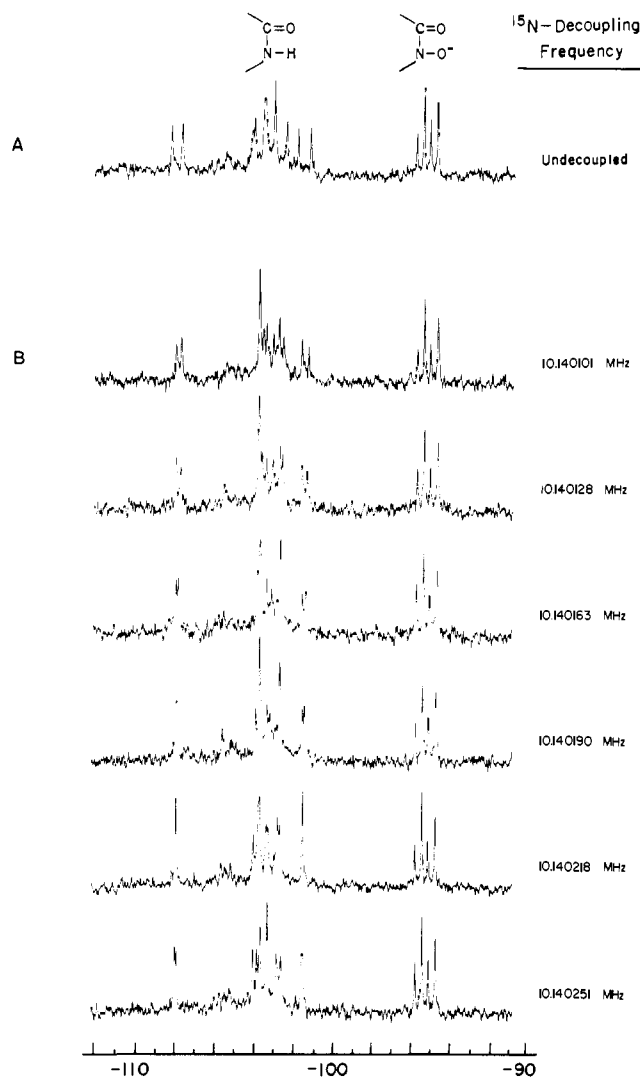 C=O
N-H
C=O
N-O⁻
15N-Decoupling
Frequency
A
Undecoupled
B
10.140101 MHz
10.140128 MHz
10.140163 MHz
10.140190 MHz
10.140218 MHz
10.140251 MHz
-110 -100 -90